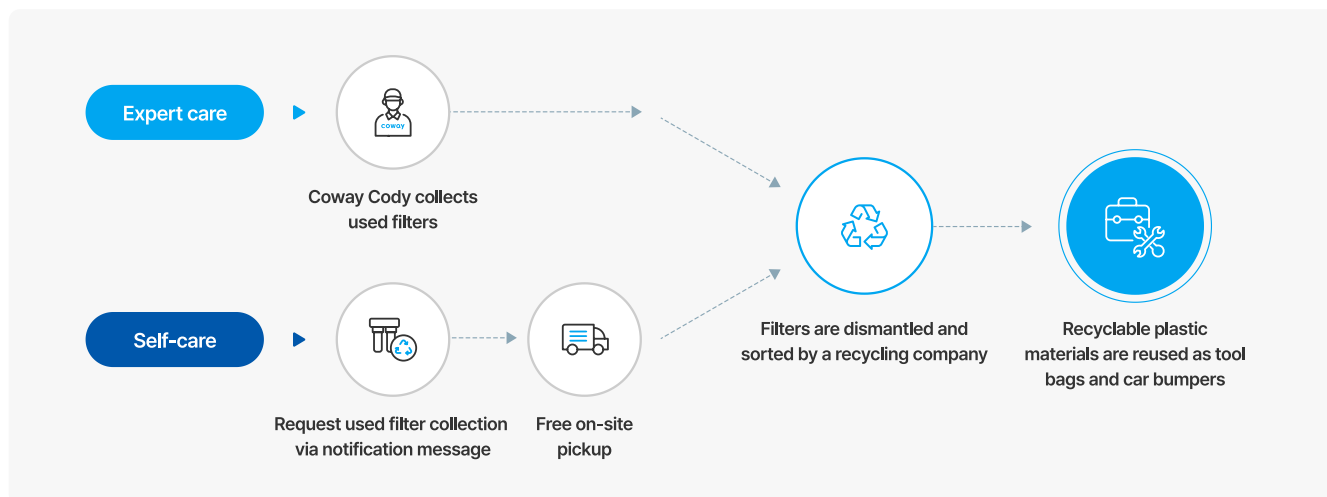 Expert care
coway
Coway Cody collects
used filters
Self-care
Request used filter collection
via notification message
Free on-site
pickup
Filters are dismantled and
sorted by a recycling company
Recyclable plastic
materials are reused as tool
bags and car bumpers